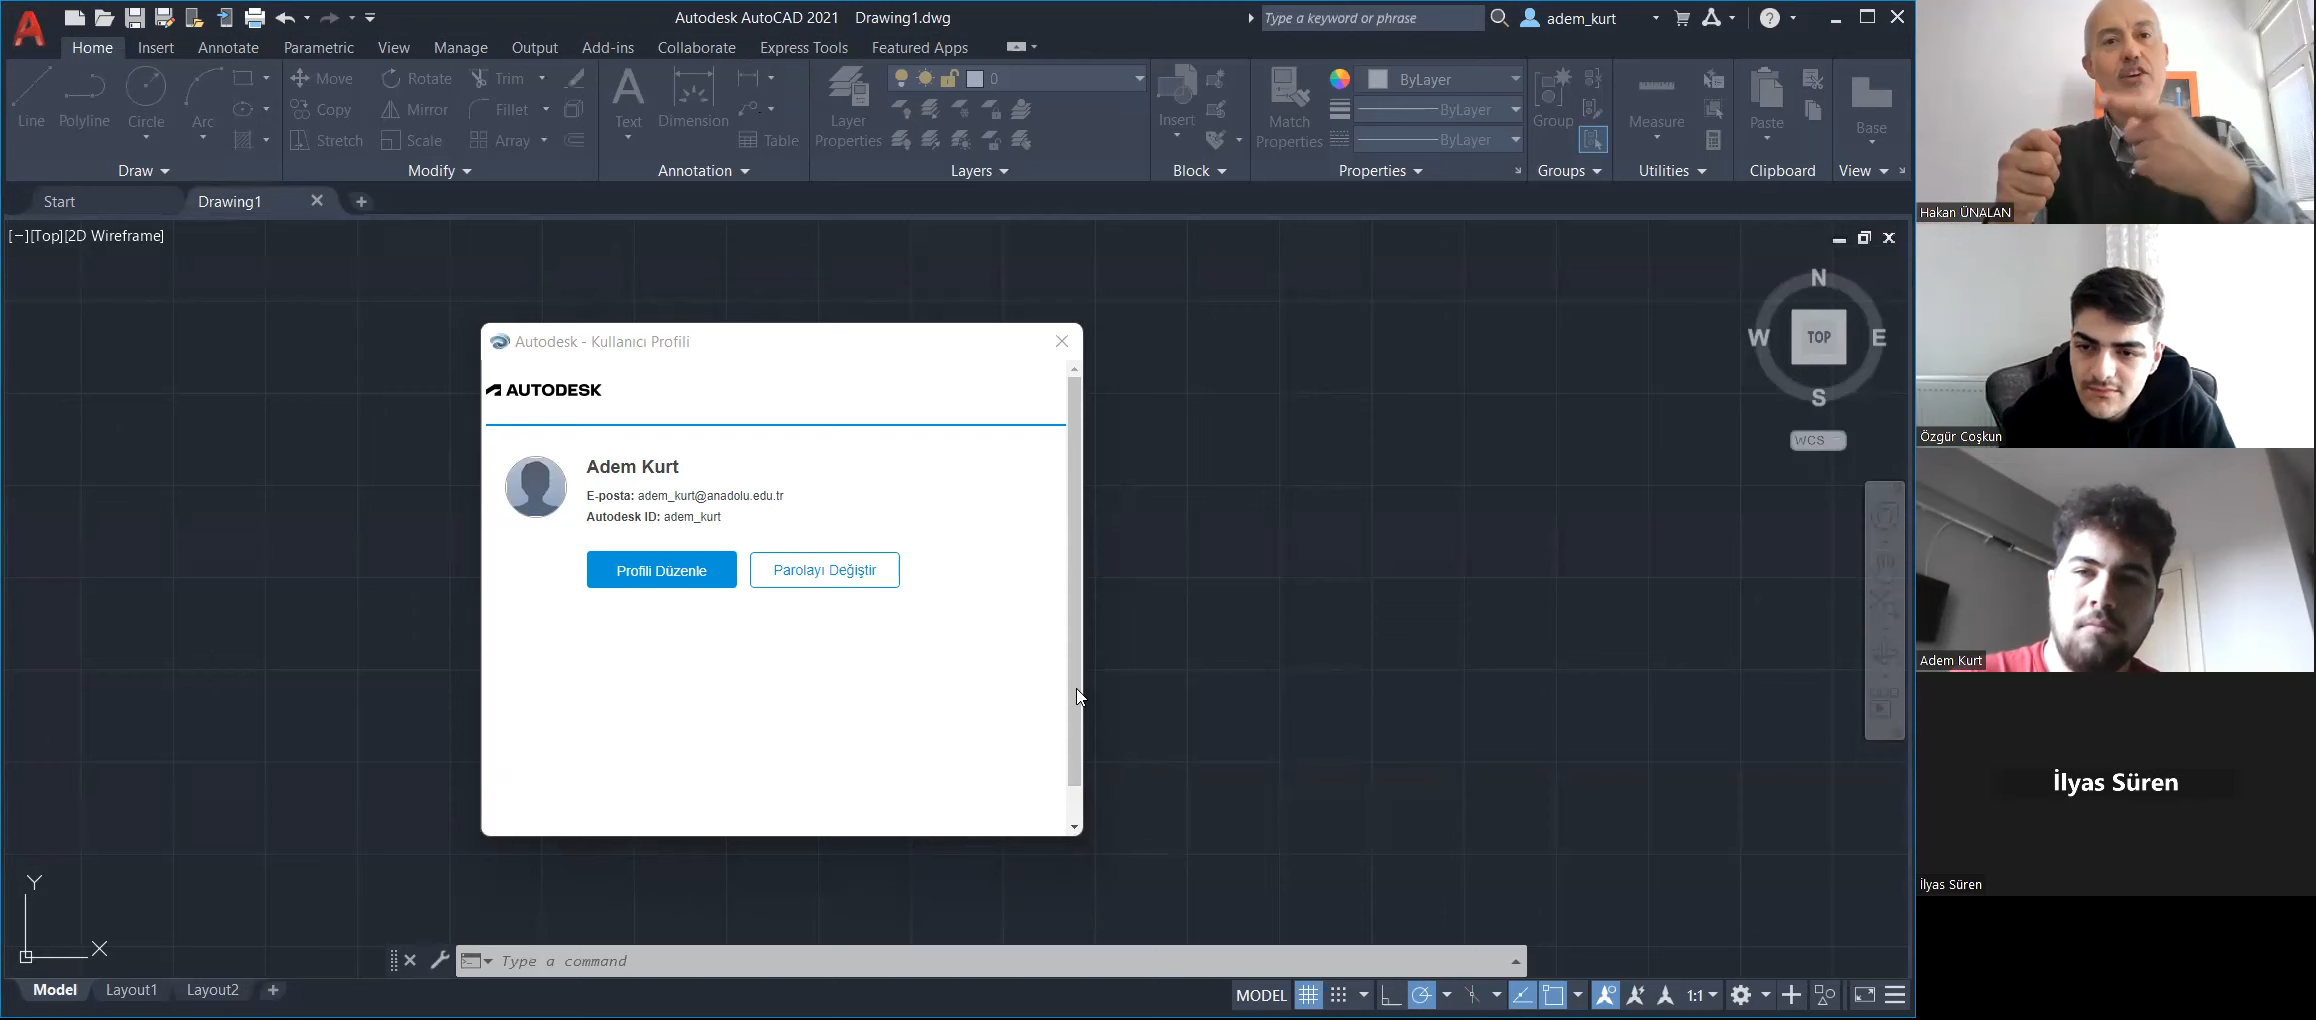 Autodesk AutoCAD 2021 Drawing1.dwg
Type a keyword or phrase
adem_kurt
Home Insert Annotate Parametric View Manage Output Add-ins Collaborate Express Tools Featured Apps
Line
Polyline
Circle
Arc
Move
Rotate
Trim
Copy
Mirror
Fillet
Stretch
Scale
Array
Text
Dimension
Table
Layer
Properties
0
Insert
Match
Properties
ByLayer
ByLayer
ByLayer
Group
Measure
Paste
Base
Draw Modify Annotation Layers Block Properties Groups Utilities Clipboard View
Start Drawing1
[−][Top][2D Wireframe]
N
W TOP E
S
WCS
Autodesk - Kullanıcı Profili
AUTODESK
Adem Kurt
E-posta: adem_kurt@anadolu.edu.tr
Autodesk ID: adem_kurt
Profili Düzenle Parolayı Değiştir
Y
X
Type a command
Model Layout1 Layout2
MODEL 1:1
Hakan ÜNALAN
Özgür Coşkun
Adem Kurt
İlyas Süren
İlyas Süren